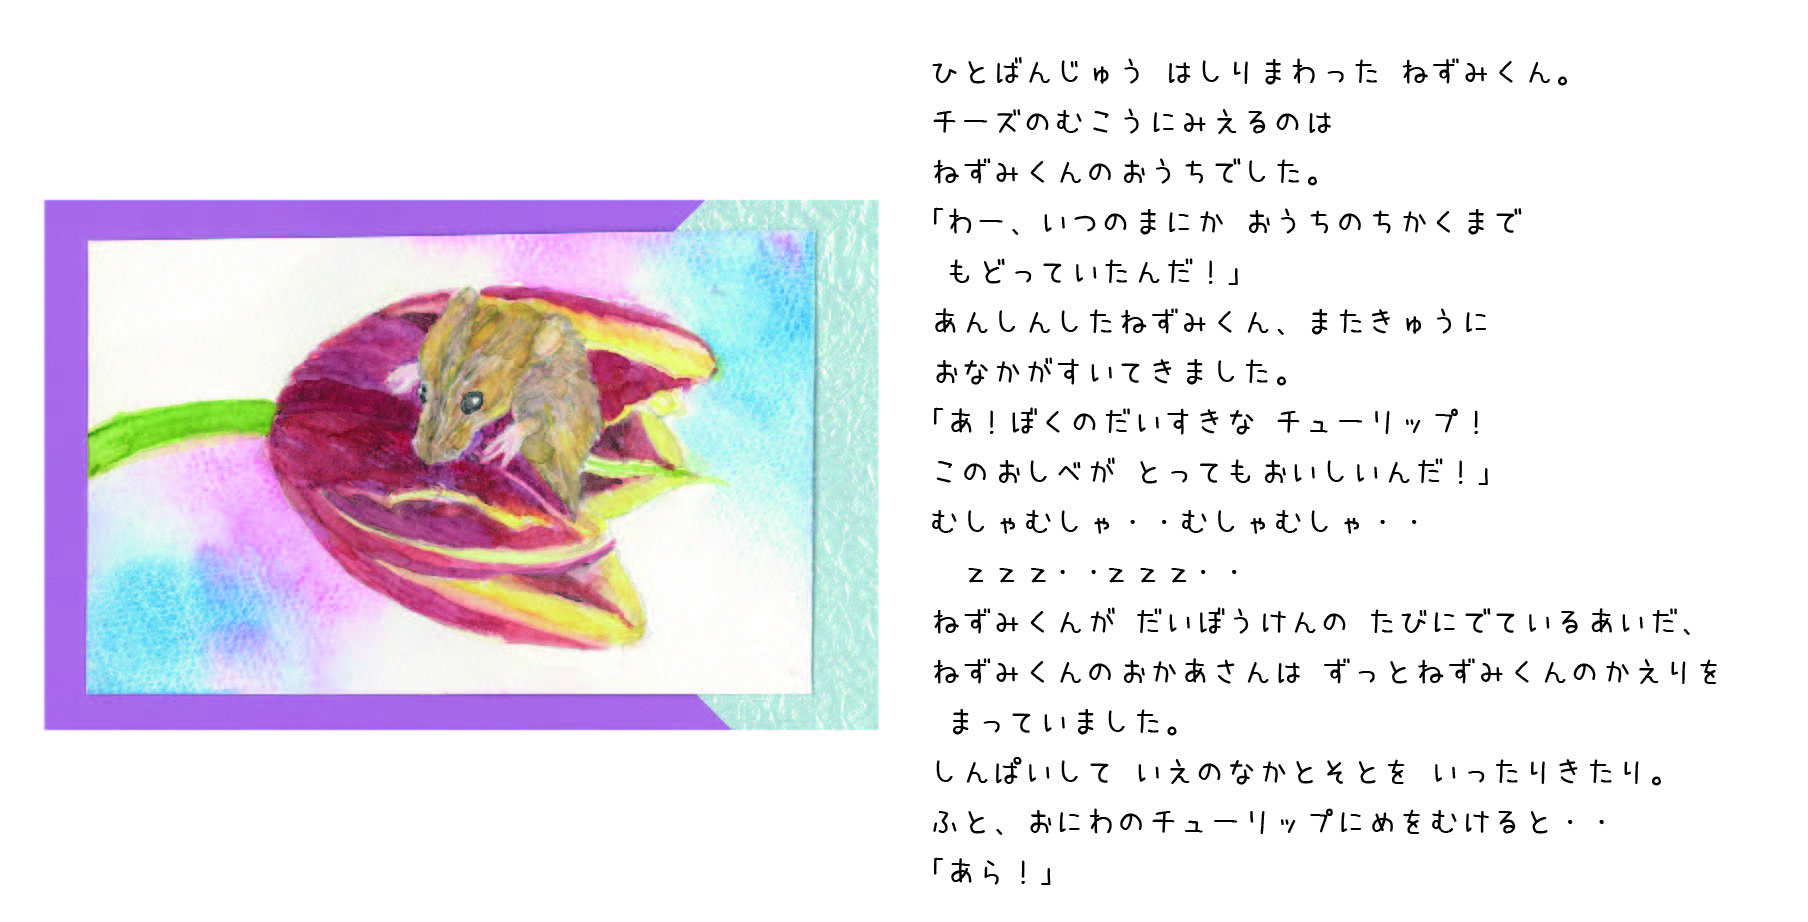 ひとばんじゅう はしりまわった ねずみくん。
チーズのむこうにみえるのは
ねずみくんのおうちでした。
「わー、いつのまにか おうちのちかくまで
もどっていたんだ！」
あんしんしたねずみくん、またきゅうに
おなかがすいてきました。
「あ！ぼくのだいすきな チューリップ！
このおしべが とってもおいしいんだ！」
むしゃむしゃ・・むしゃむしゃ・・
ｚｚｚ・・ｚｚｚ・・
ねずみくんが だいぼうけんの たびにでているあいだ、
ねずみくんのおかあさんは ずっとねずみくんのかえりを
まっていました。
しんぱいして いえのなかとそとを いったりきたり。
ふと、おにわのチューリップにめをむけると・・
「あら！」